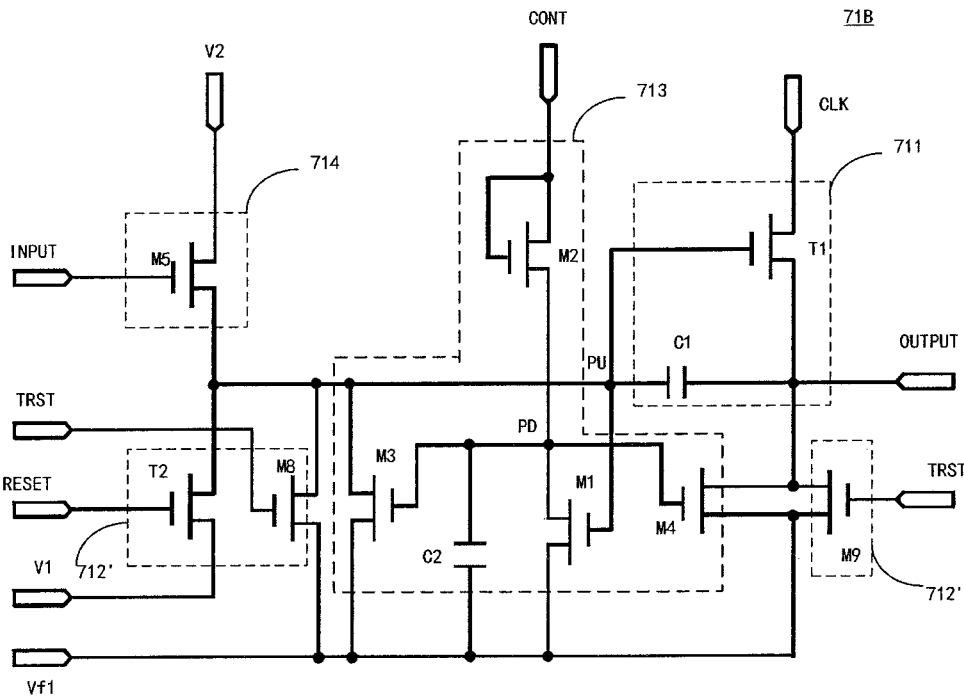 71B
CONT
V2
713
CLK
714
711
INPUT
M5
M2
T1
C1
OUTPUT
PU
TRST
PD
T2
M8
M3
M1
RESET
M4
TRST
C2
M9
V1
712'
712'
Vf1